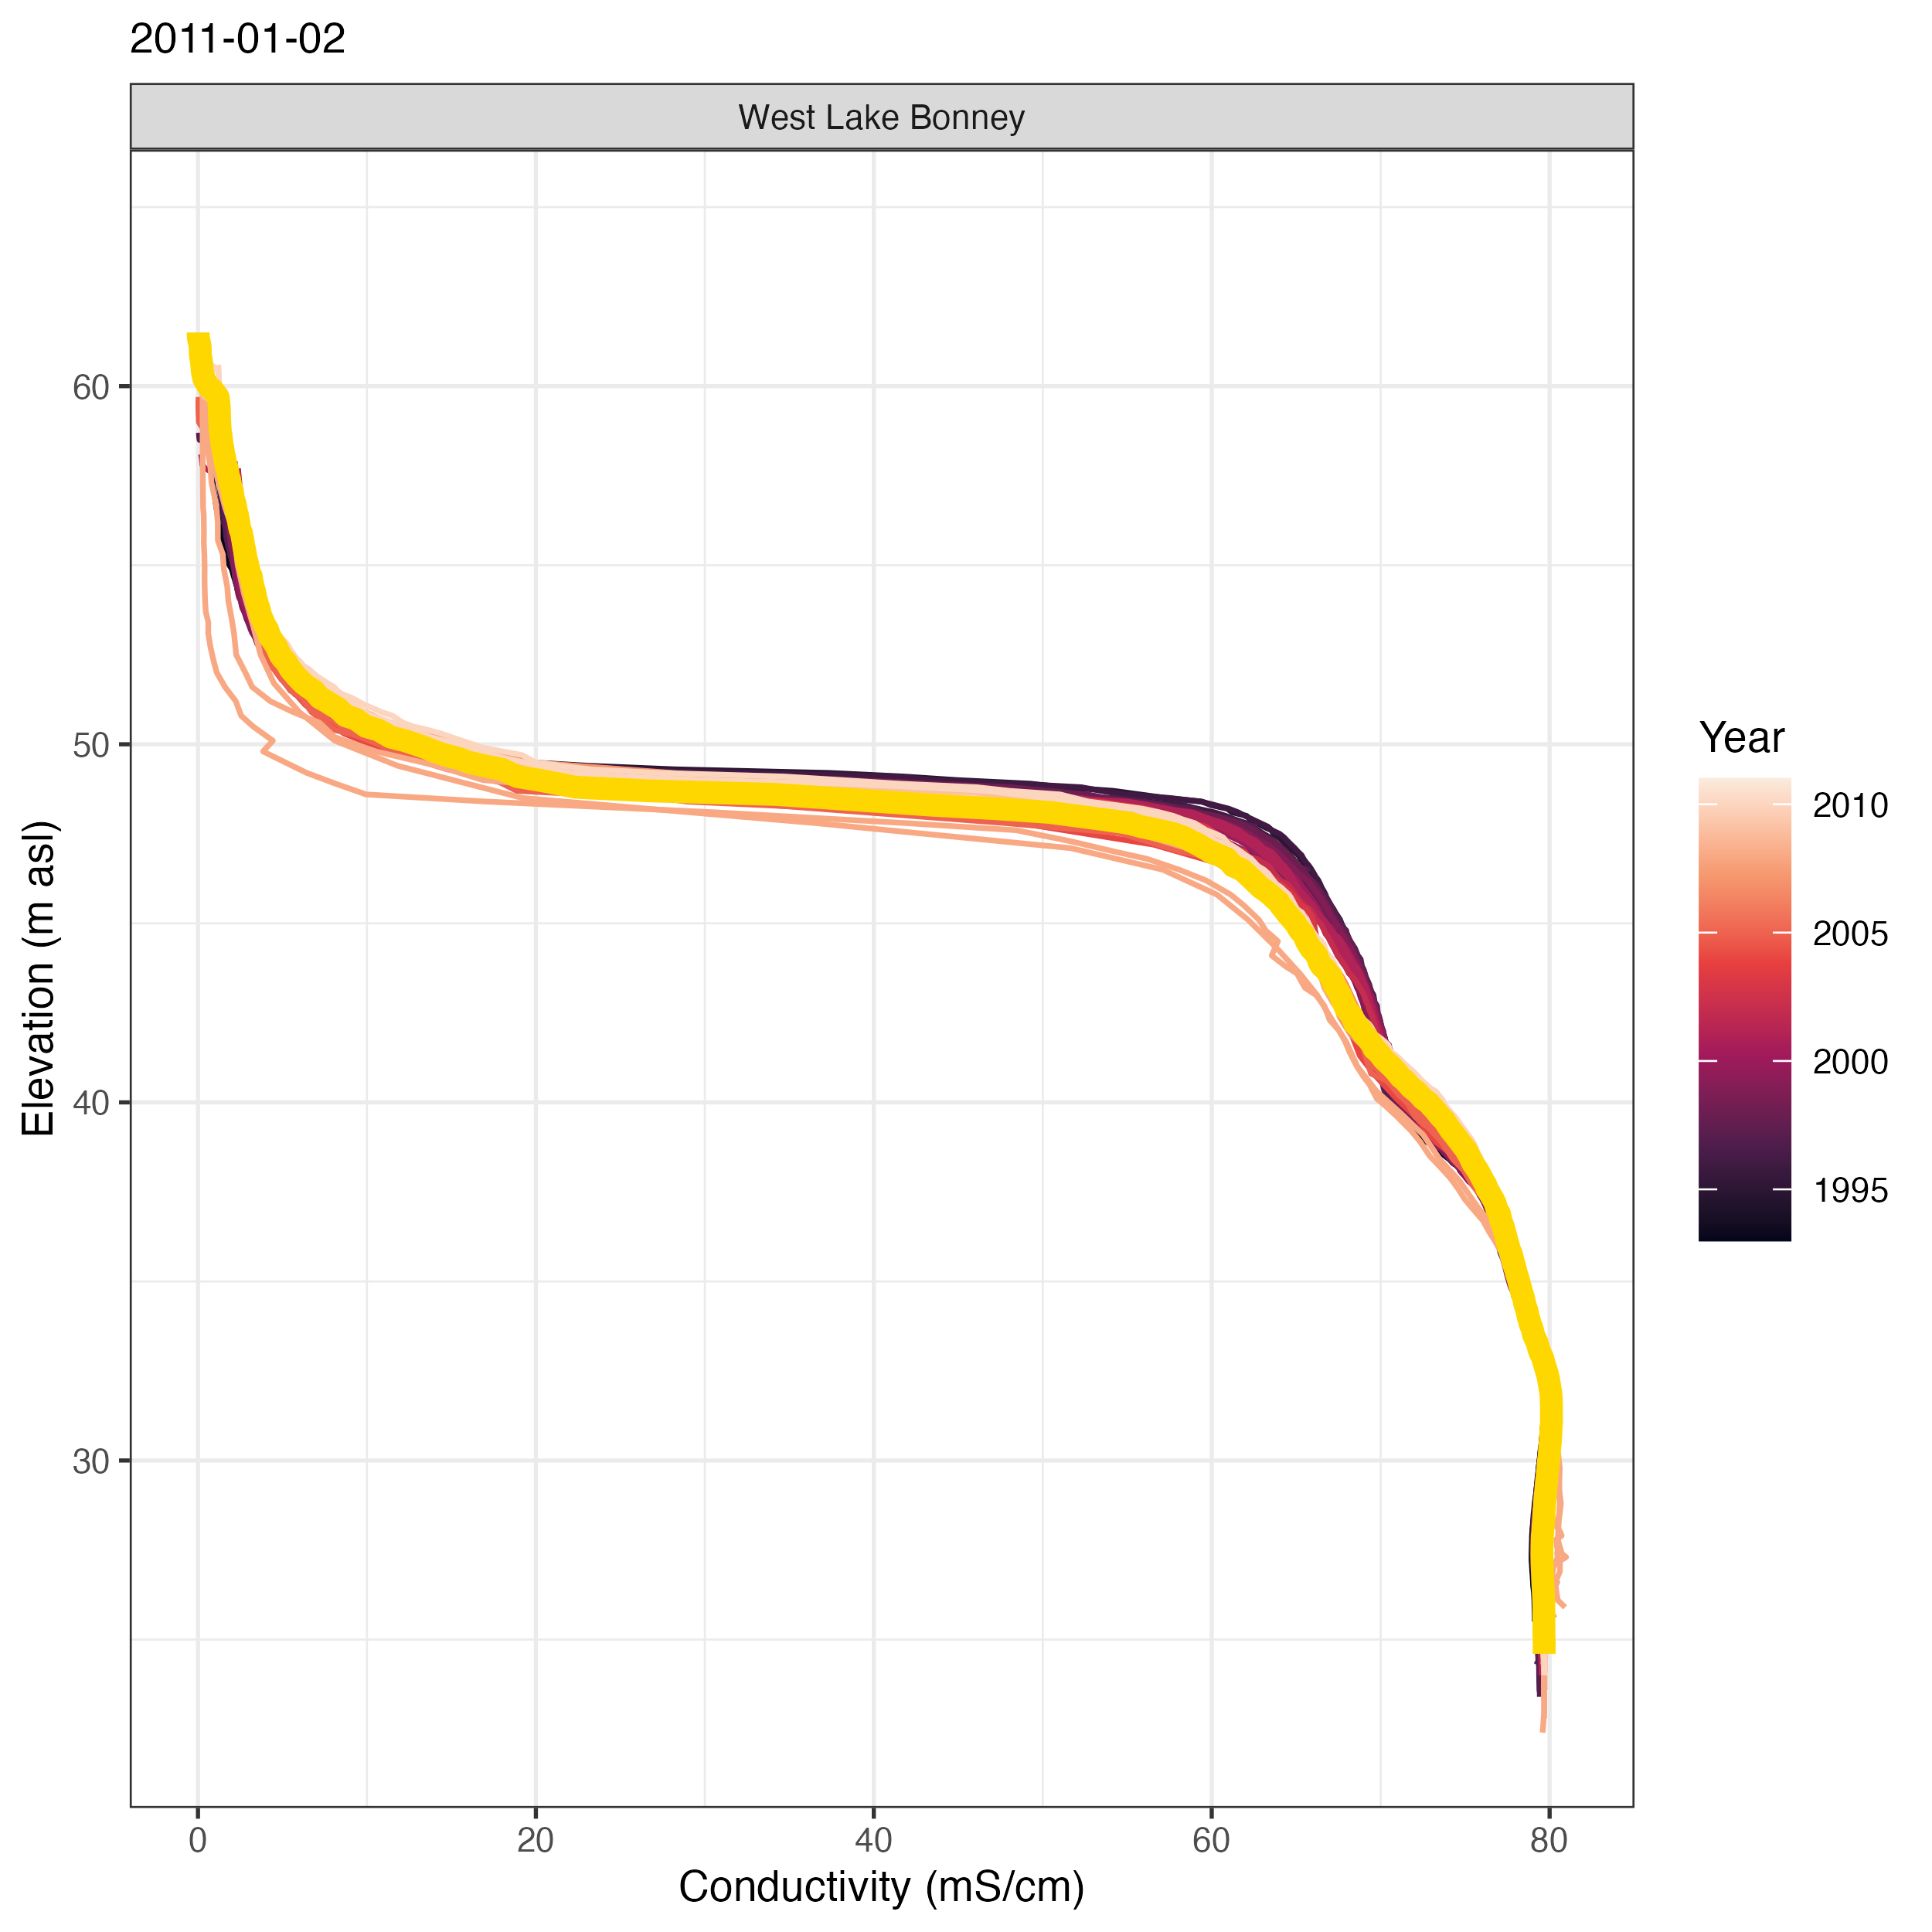 2011-01-02
West Lake Bonney
60
50
40
30
Elevation (m asl)
0 20 40 60 80
Conductivity (mS/cm)
Year
2010
2005
2000
1995